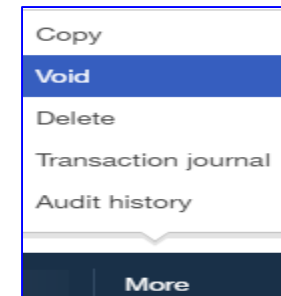 Copy
Void
Delete
Transaction journal
Audit history
More